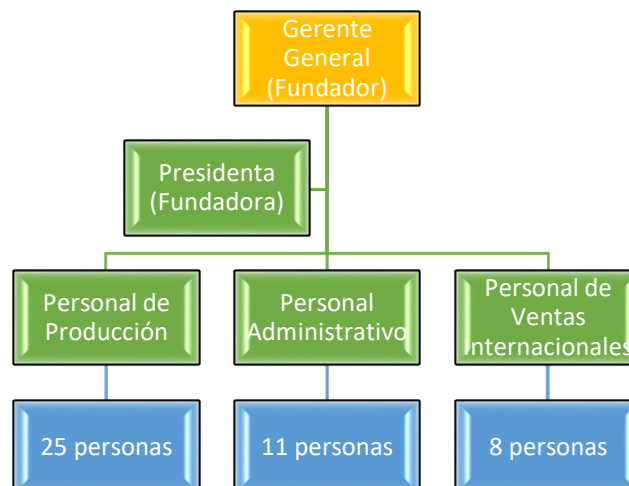 Gerente
General
(Fundador)
Presidenta
(Fundadora)
Personal de
Producción
Personal
Administrativo
Personal de
Ventas
Internacionales
25 personas
11 personas
8 personas